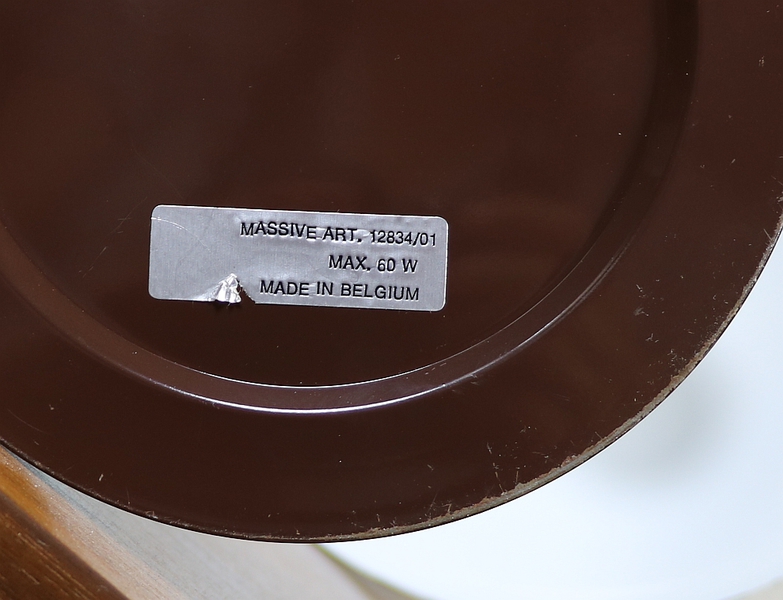 MASSIVE ART. 12834/01
MAX. 60 W
MADE IN BELGIUM